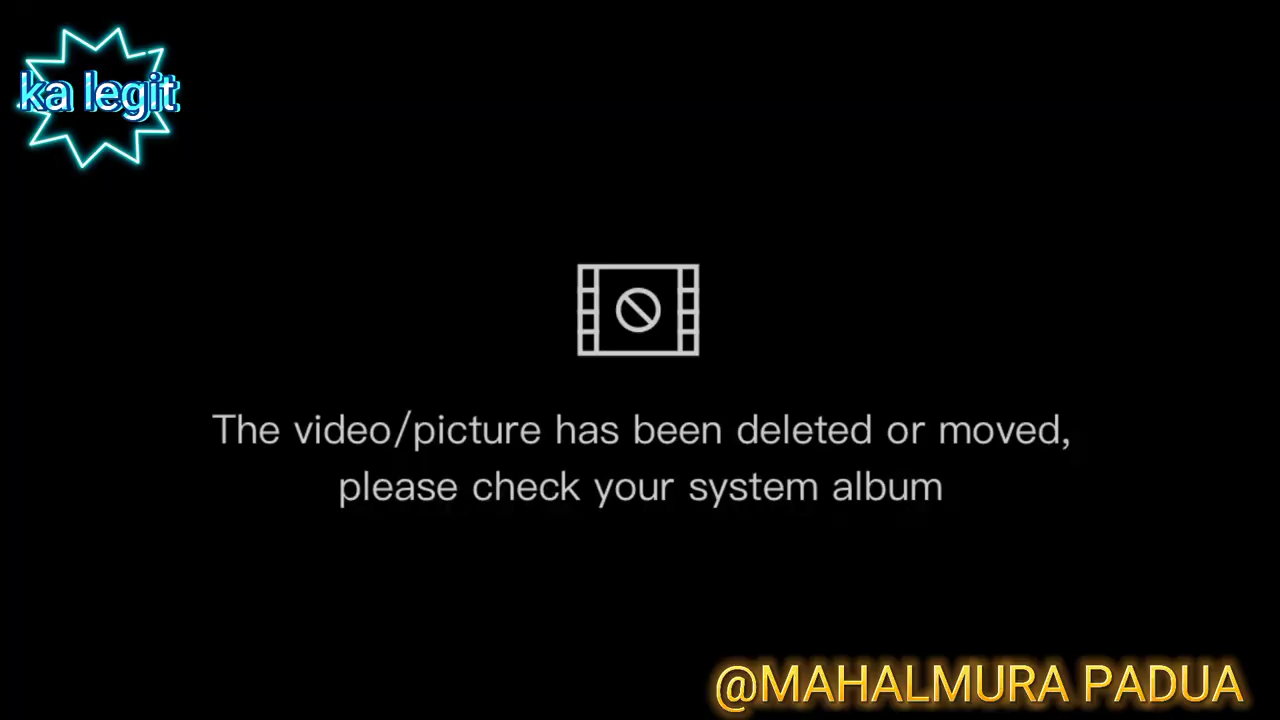 ka legit
The video/picture has been deleted or moved,
please check your system album
@MAHALMURA PADUA